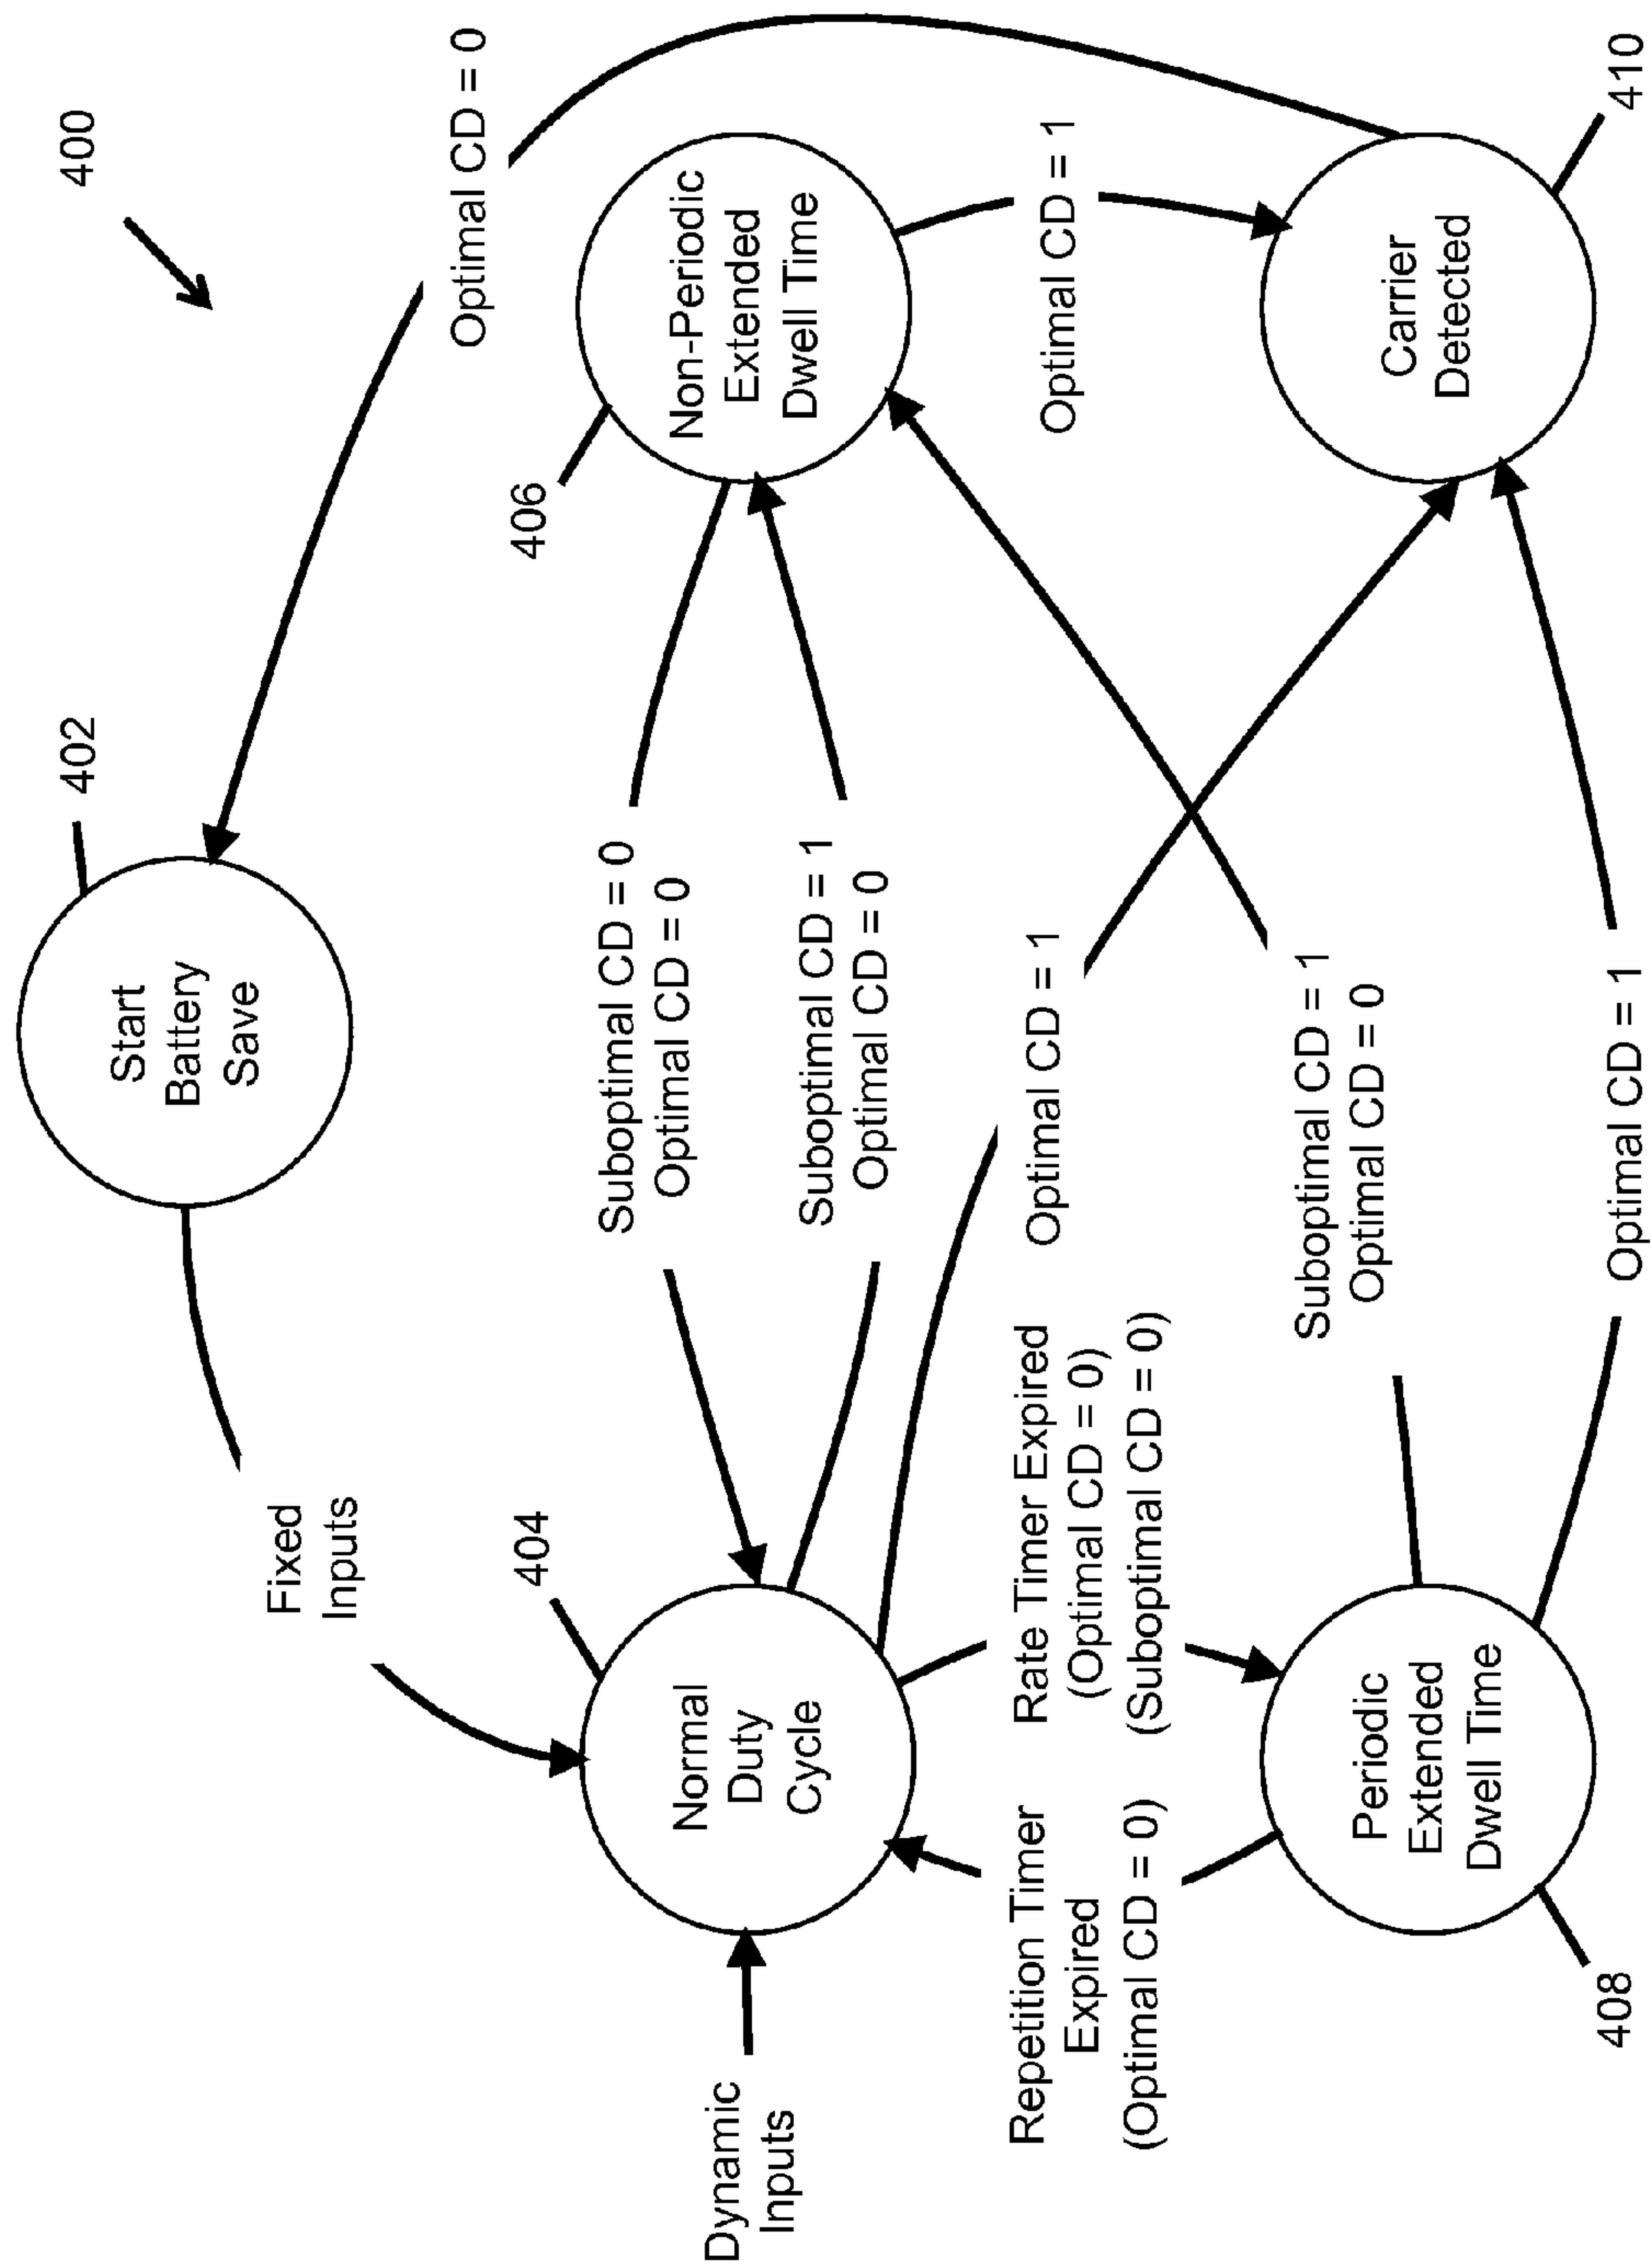 400
402
Start
Battery
Save
Optimal CD = 0
Fixed
Inputs
404
406
Dynamic
Inputs
Normal
Duty
Cycle
Suboptimal CD = 0
Optimal CD = 0
Suboptimal CD = 1
Optimal CD = 0
Non-Periodic
Extended
Dwell Time
Repetition Timer
Expired
(Optimal CD = 0)
Rate Timer Expired
(Optimal CD = 0)
(Suboptimal CD = 0)
Optimal CD = 1
Optimal CD = 1
Suboptimal CD = 1
Optimal CD = 0
Periodic
Extended
Dwell Time
Carrier
Detected
408
Optimal CD = 1
410